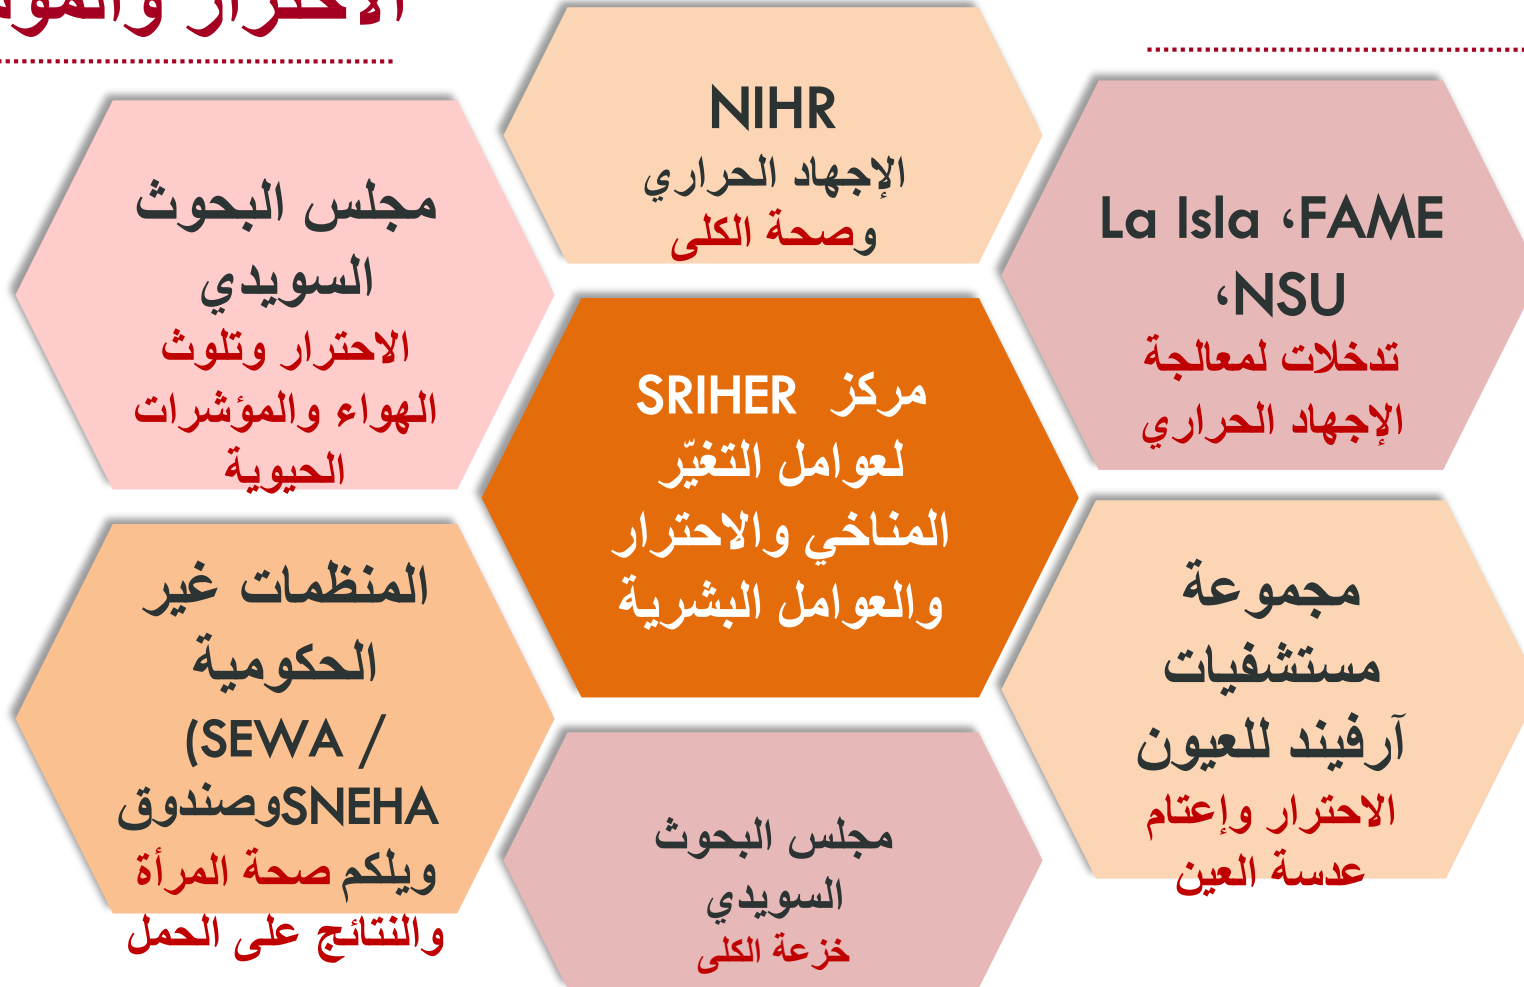 الاحترار
NIHR
الإجهاد الحراري
وصحة الكلى
La Isla ،FAME
،NSU
تدخلات لمعالجة
الإجهاد الحراري
مجلس البحوث
السويدي
الاحترار وتلوث
الهواء والمؤشرات
الحيوية
مركز SRIHER
لعوامل التغيّر
المناخي والاحترار
والعوامل البشرية
مجموعة
مستشفيات
آرفيند للعيون
الاحترار وإعتام
عدسة العين
المنظمات غير
الحكومية
(SEWA /
SNEHAوصندوق
ويلكم صحة المرأة
والنتائج على الحمل
مجلس البحوث
السويدي
خزعة الكلى